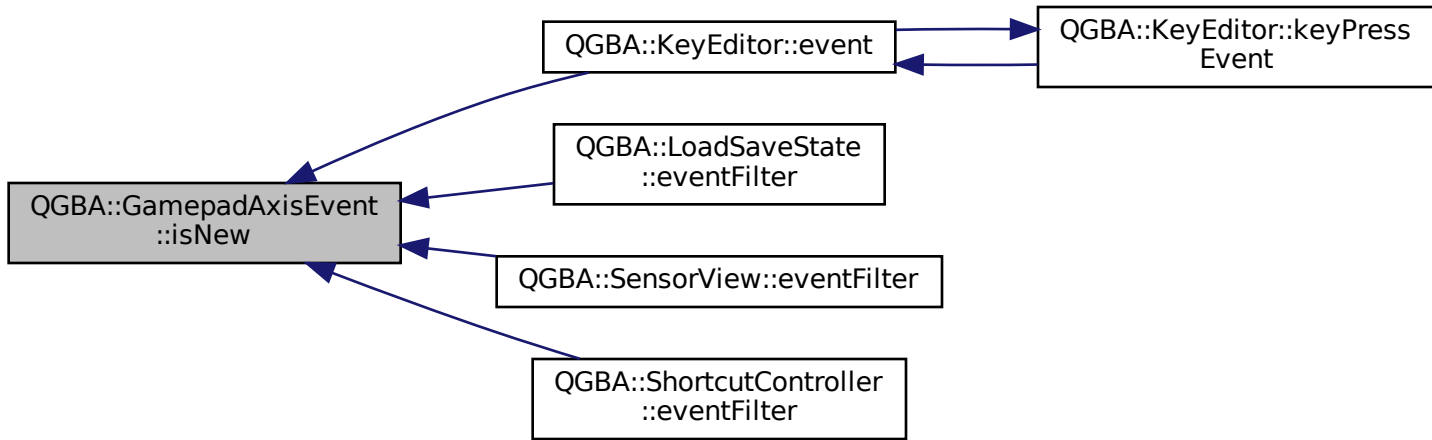 QGBA::KeyEditor::event
QGBA::KeyEditor::keyPress
Event
QGBA::LoadSaveState
::eventFilter
QGBA::GamepadAxisEvent
::isNew
QGBA::SensorView::eventFilter
QGBA::ShortcutController
::eventFilter